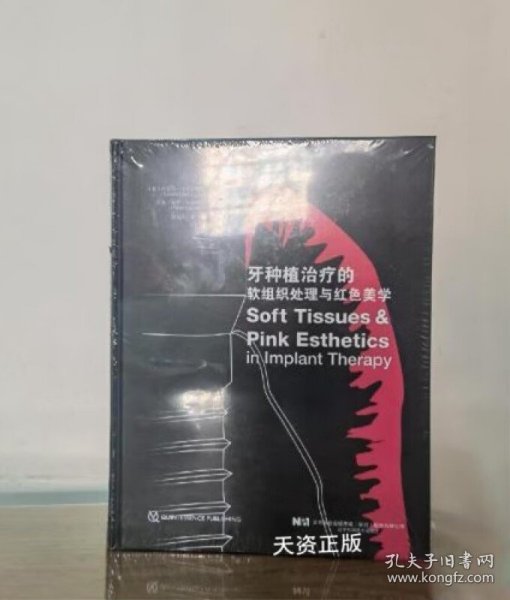 牙种植治疗的
软组织处理与红色美学
Soft Tissues &
Pink Esthetics
in Implant Therapy
QUINTESSENCE PUBLISHING
天资正版
孔夫子旧书网
www.kongfz.com